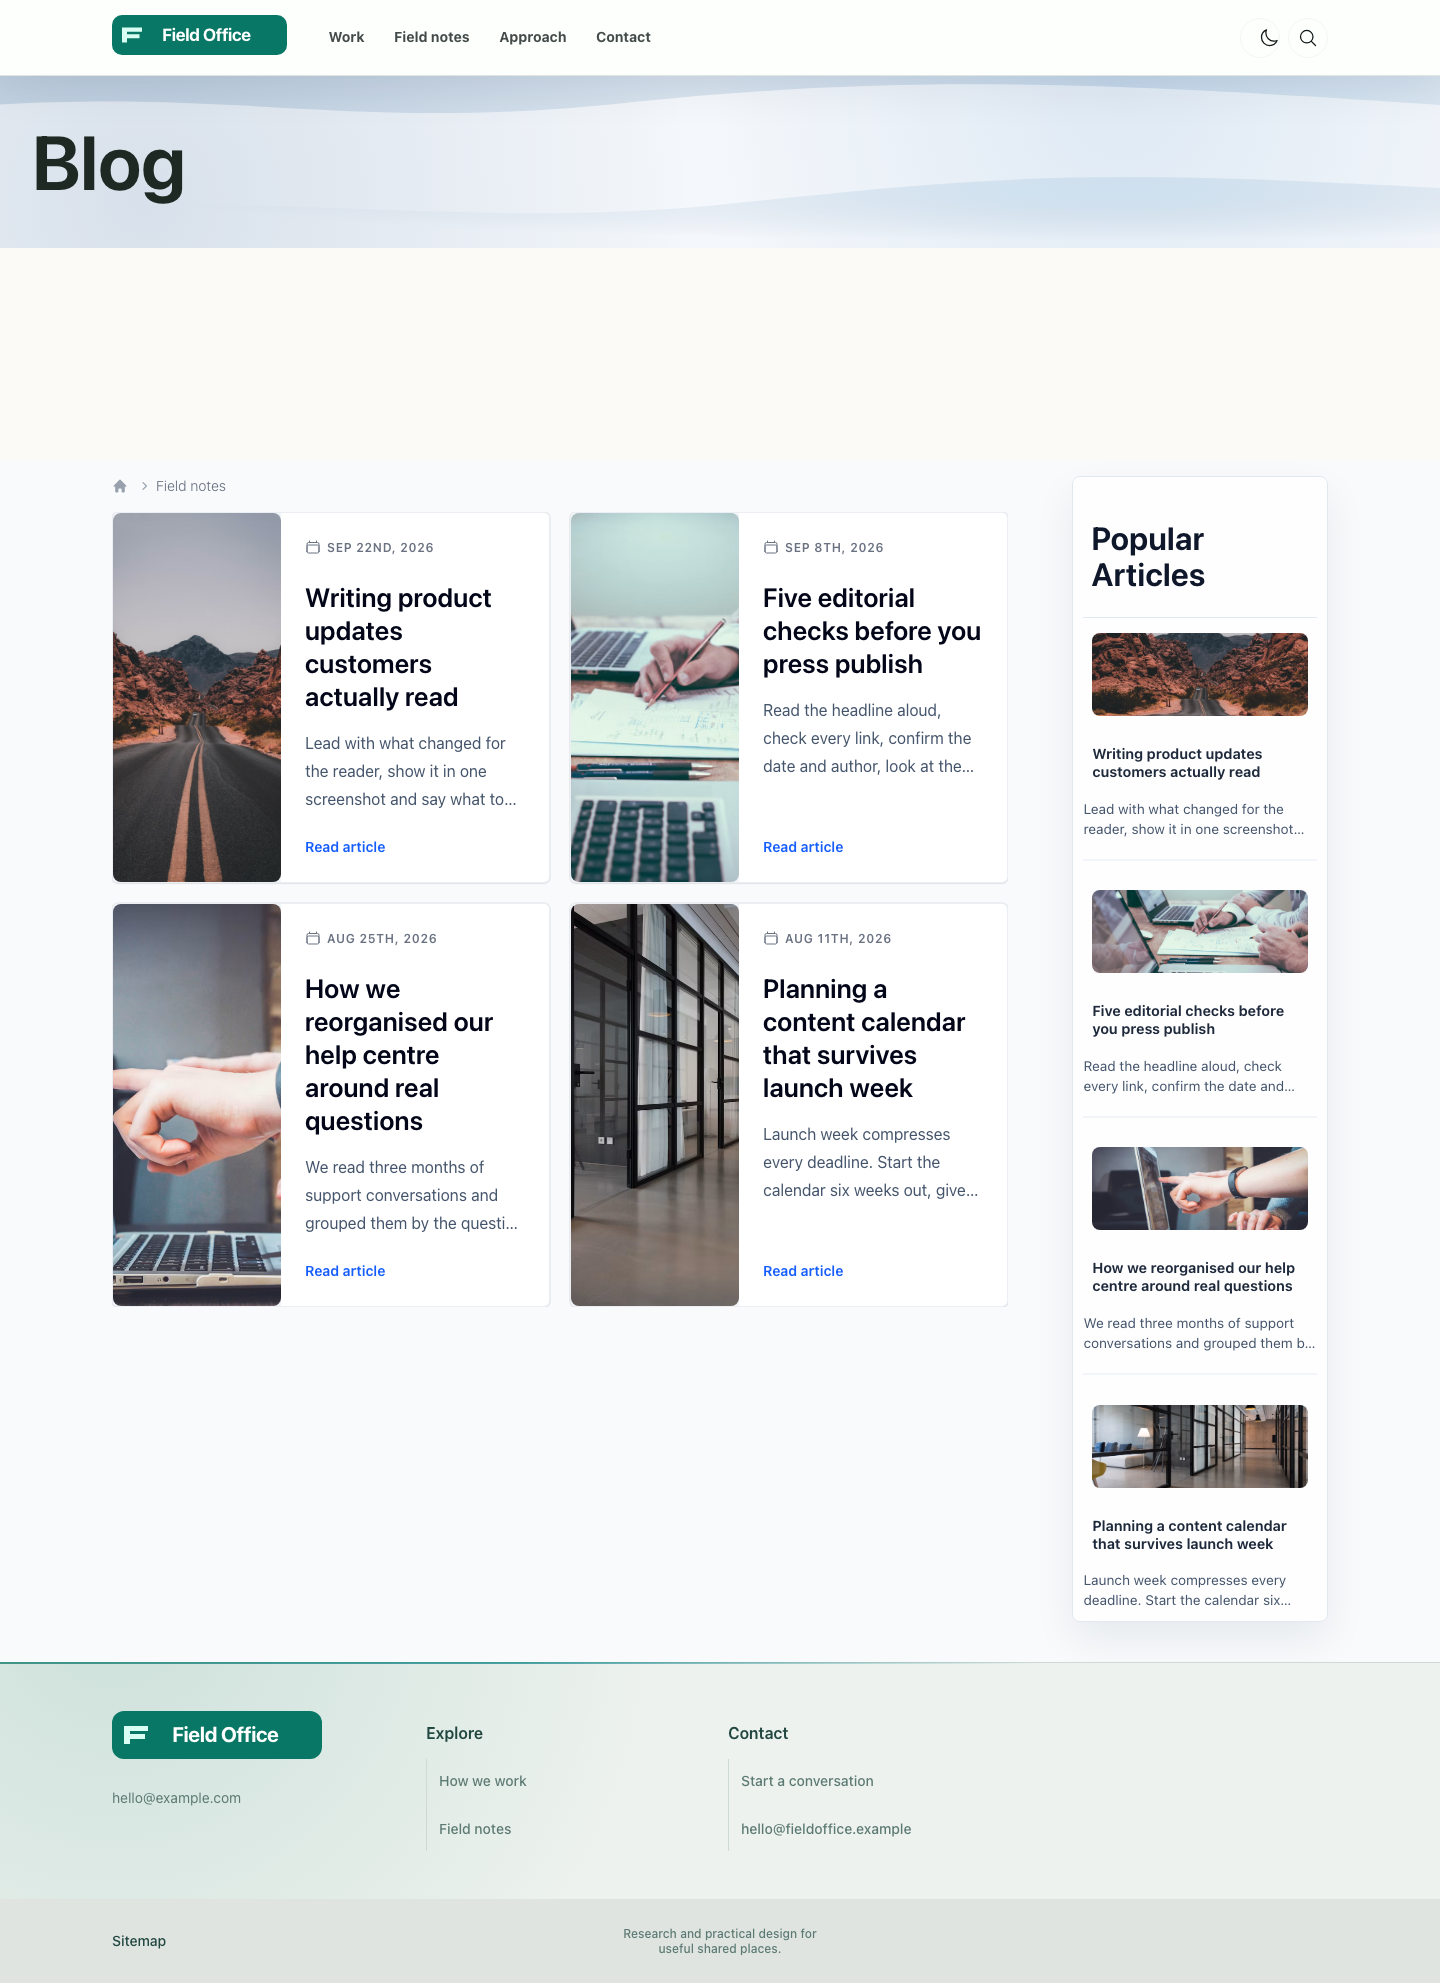 Field Office
Work
Field notes
Approach
Contact
Blog
Field notes
SEP 22ND, 2026
Writing product
updates
customers
actually read
Lead with what changed for
the reader, show it in one
screenshot and say what to...
Read article
SEP 8TH, 2026
Five editorial
checks before you
press publish
Read the headline aloud,
check every link, confirm the
date and author, look at the...
Read article
AUG 25TH, 2026
How we
reorganised our
help centre
around real
questions
We read three months of
support conversations and
grouped them by the questi...
Read article
AUG 11TH, 2026
Planning a
content calendar
that survives
launch week
Launch week compresses
every deadline. Start the
calendar six weeks out, give...
Read article
Popular
Articles
Writing product updates
customers actually read
Lead with what changed for the
reader, show it in one screenshot...
Five editorial checks before
you press publish
Read the headline aloud, check
every link, confirm the date and...
How we reorganised our help
centre around real questions
We read three months of support
conversations and grouped them b...
Planning a content calendar
that survives launch week
Launch week compresses every
deadline. Start the calendar six...
Field Office
hello@example.com
Explore
How we work
Field notes
Contact
Start a conversation
hello@fieldoffice.example
Sitemap
Research and practical design for
useful shared places.